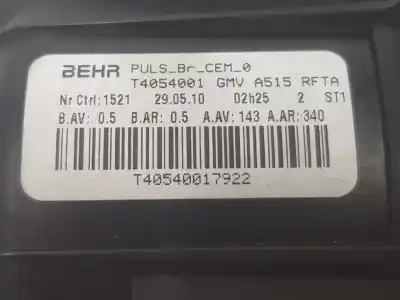 BEHR PULS_Br_CEM_0
T4054001 GMV A515 RFTA
Nr Ctrl:1521 29.05.10 02h25 2 ST1
B.AV: 0.5 B.AR: 0.5 A.AV: 143 A.AR: 340
T40540017922